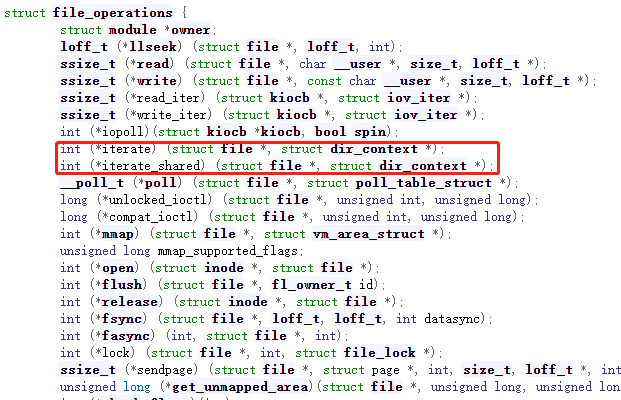 struct file_operations {
struct module *owner;
loff_t (*llseek) (struct file *, loff_t, int);
ssize_t (*read) (struct file *, char __user *, size_t, loff_t *);
ssize_t (*write) (struct file *, const char __user *, size_t, loff_t *);
ssize_t (*read_iter) (struct kiocb *, struct iov_iter *);
ssize_t (*write_iter) (struct kiocb *, struct iov_iter *);
int (*iopoll)(struct kiocb *kiocb, bool spin);
int (*iterate) (struct file *, struct dir_context *);
int (*iterate_shared) (struct file *, struct dir_context *);
__poll_t (*poll) (struct file *, struct poll_table_struct *);
long (*unlocked_ioctl) (struct file *, unsigned int, unsigned long);
long (*compat_ioctl) (struct file *, unsigned int, unsigned long);
int (*mmap) (struct file *, struct vm_area_struct *);
unsigned long mmap_supported_flags;
int (*open) (struct inode *, struct file *);
int (*flush) (struct file *, fl_owner_t id);
int (*release) (struct inode *, struct file *);
int (*fsync) (struct file *, loff_t, loff_t, int datasync);
int (*fasync) (int, struct file *, int);
int (*lock) (struct file *, int, struct file_lock *);
ssize_t (*sendpage) (struct file *, struct page *, int, size_t, loff_t *, int
unsigned long (*get_unmapped_area)(struct file *, unsigned long, unsigned lon